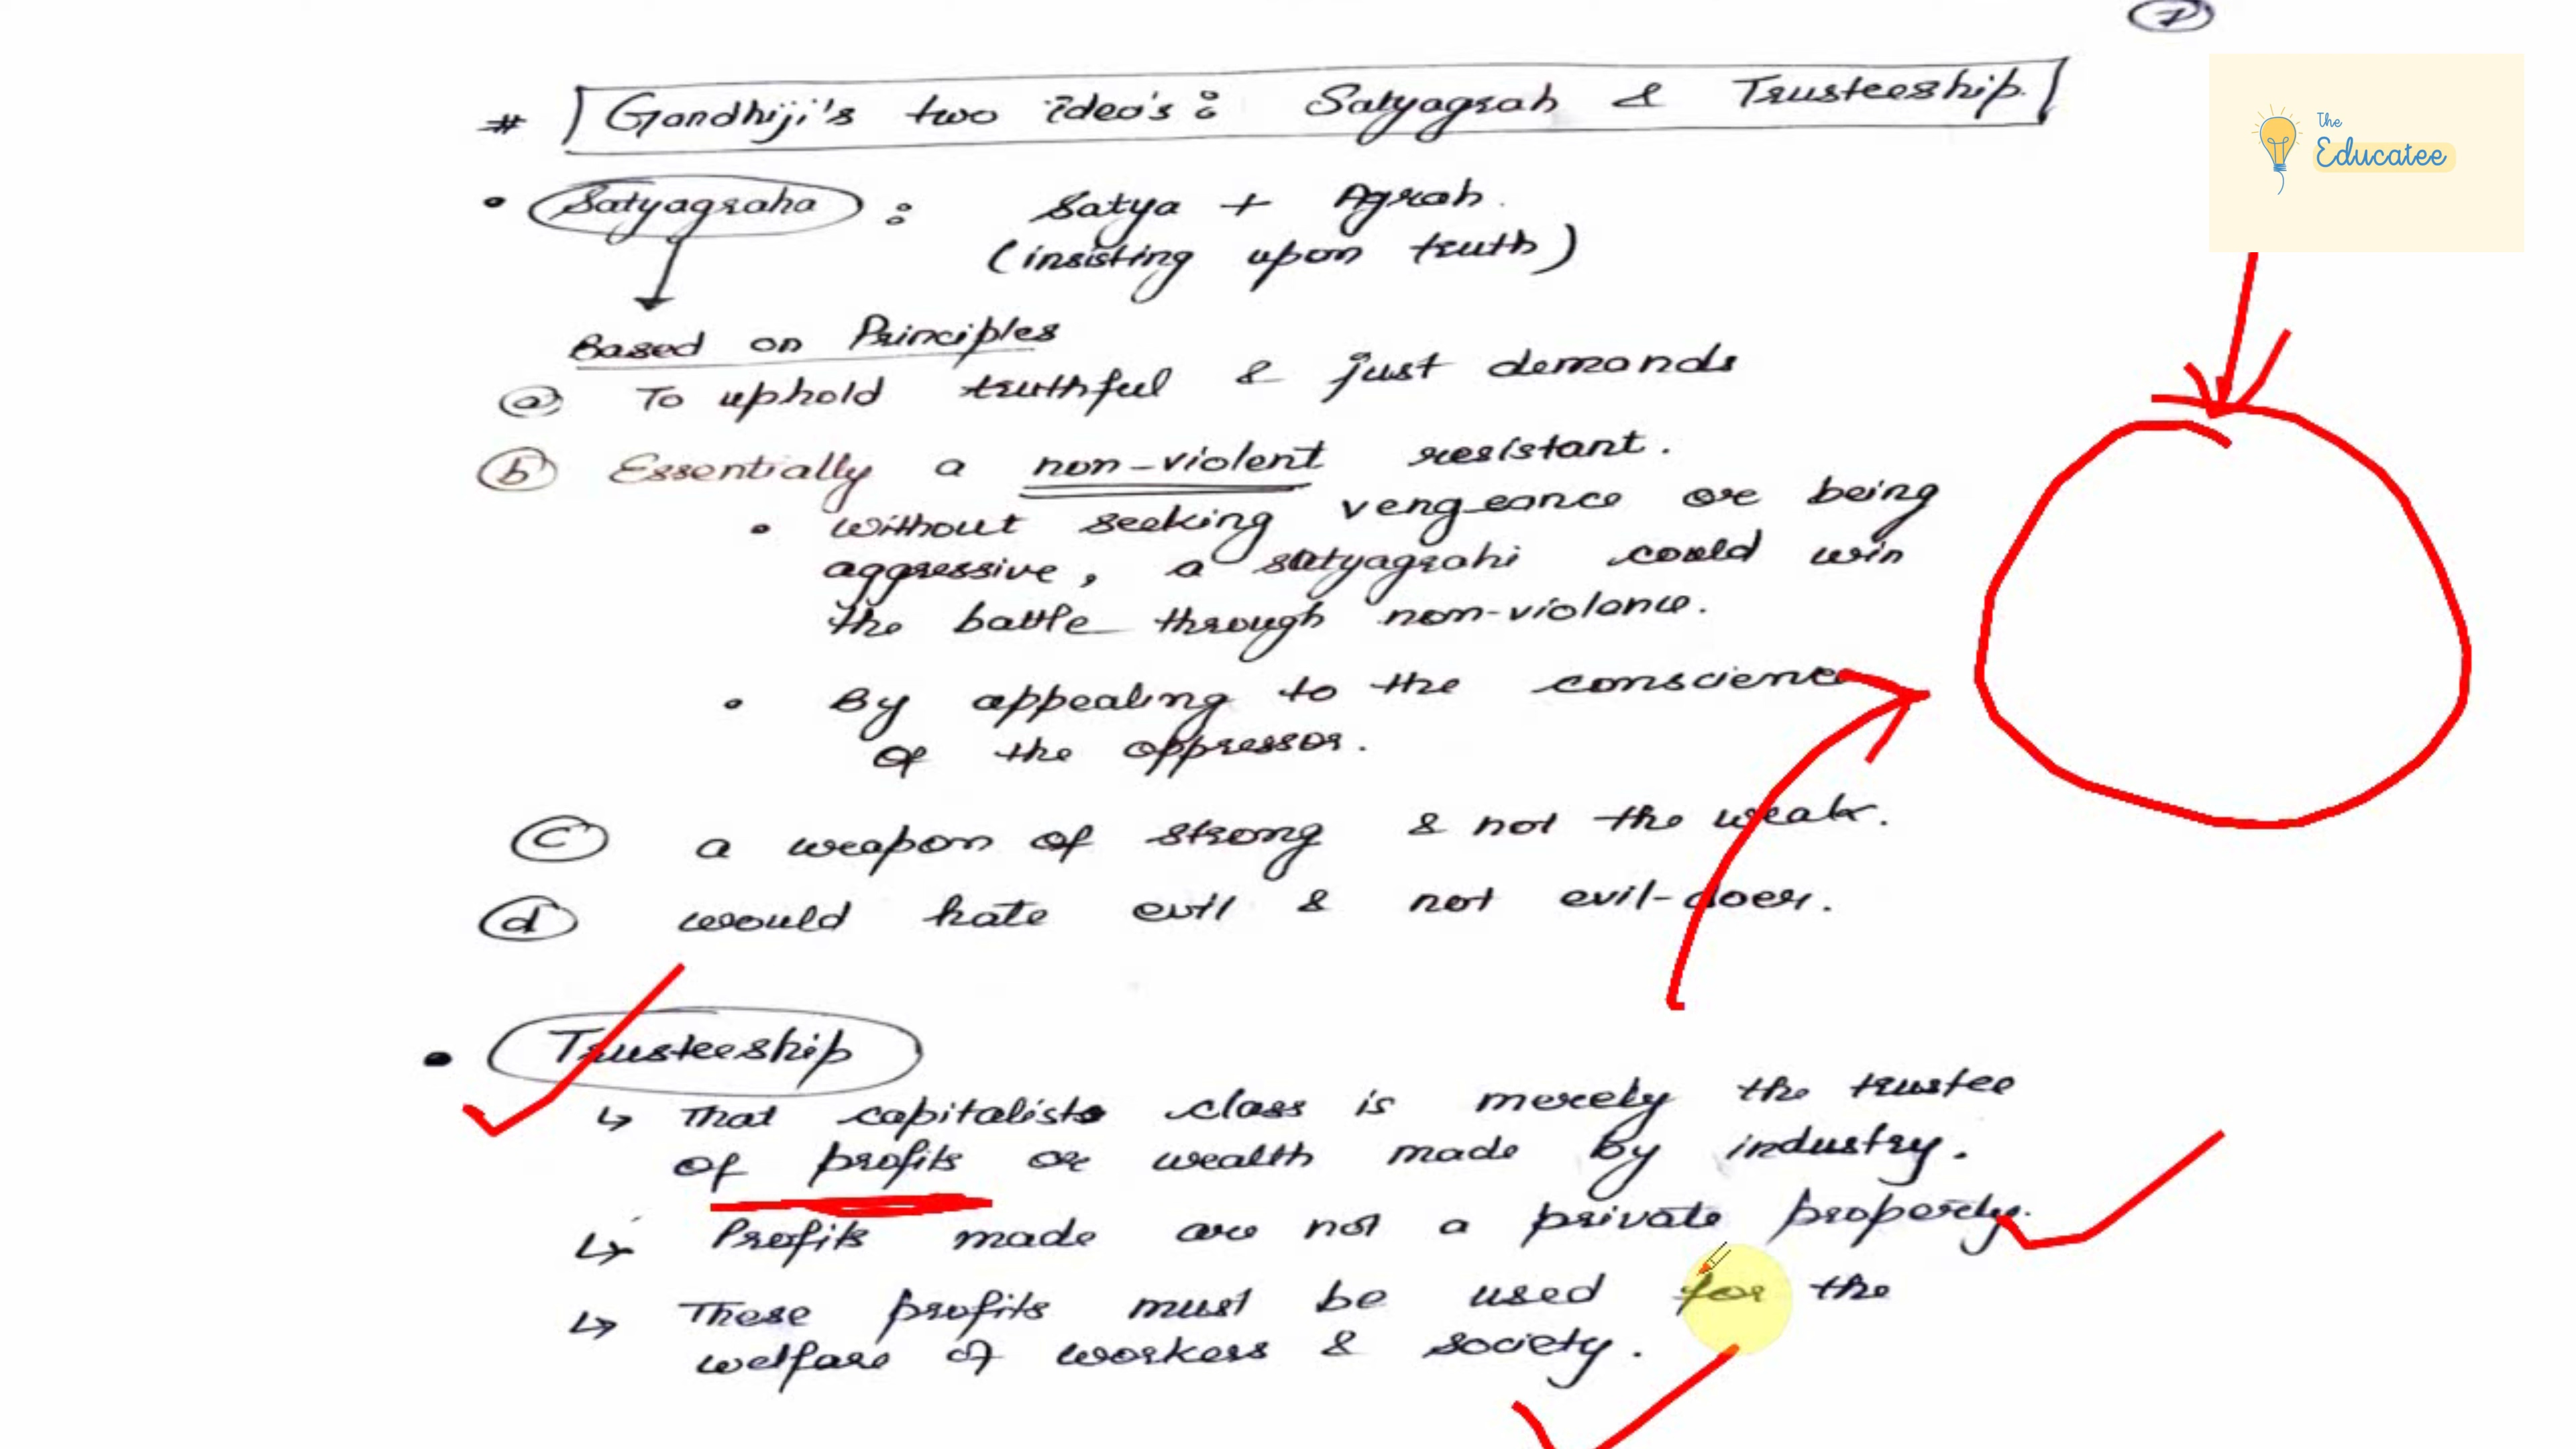 7
The
Educatee
# Gandhiji's two ideo's : Satyagrah & Trusteeship
• Satyagraha : Satya + Agrah.
(insisting upon truth)
Based on Principles
a To uphold truthful & just demands
b Essentially a non-violent resistant.
• without seeking vengeance or being
aggressive, a satyagrahi could win
the battle through non-violence.
• By appealing to the conscience
of the oppressor.
c a weapon of strong & not the weak.
d would hate evil & not evil-doer.
• Trusteeship
↳ That capitalists class is merely the trustee
of profits or wealth made by industry.
↳ Profits made are not a private property.
↳ These profits must be used for the
welfare of workers & society.